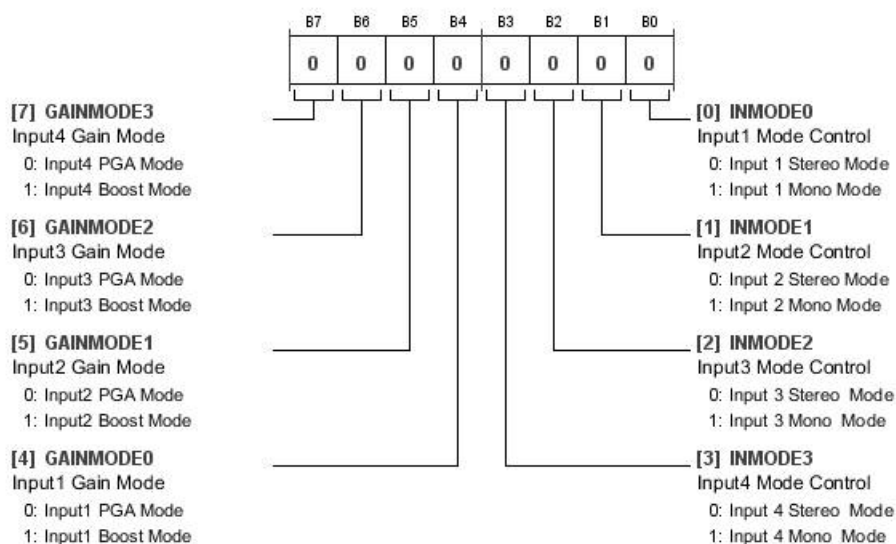 B7 B6 B5 B4 B3 B2 B1 B0
0 0 0 0 0 0 0 0
[7] GAINMODE3
Input4 Gain Mode
0: Input4 PGA Mode
1: Input4 Boost Mode
[6] GAINMODE2
Input3 Gain Mode
0: Input3 PGA Mode
1: Input3 Boost Mode
[5] GAINMODE1
Input2 Gain Mode
0: Input2 PGA Mode
1: Input2 Boost Mode
[4] GAINMODE0
Input1 Gain Mode
0: Input1 PGA Mode
1: Input1 Boost Mode
[0] INMODE0
Input1 Mode Control
0: Input 1 Stereo Mode
1: Input 1 Mono Mode
[1] INMODE1
Input2 Mode Control
0: Input 2 Stereo Mode
1: Input 2 Mono Mode
[2] INMODE2
Input3 Mode Control
0: Input 3 Stereo Mode
1: Input 3 Mono Mode
[3] INMODE3
Input4 Mode Control
0: Input 4 Stereo Mode
1: Input 4 Mono Mode